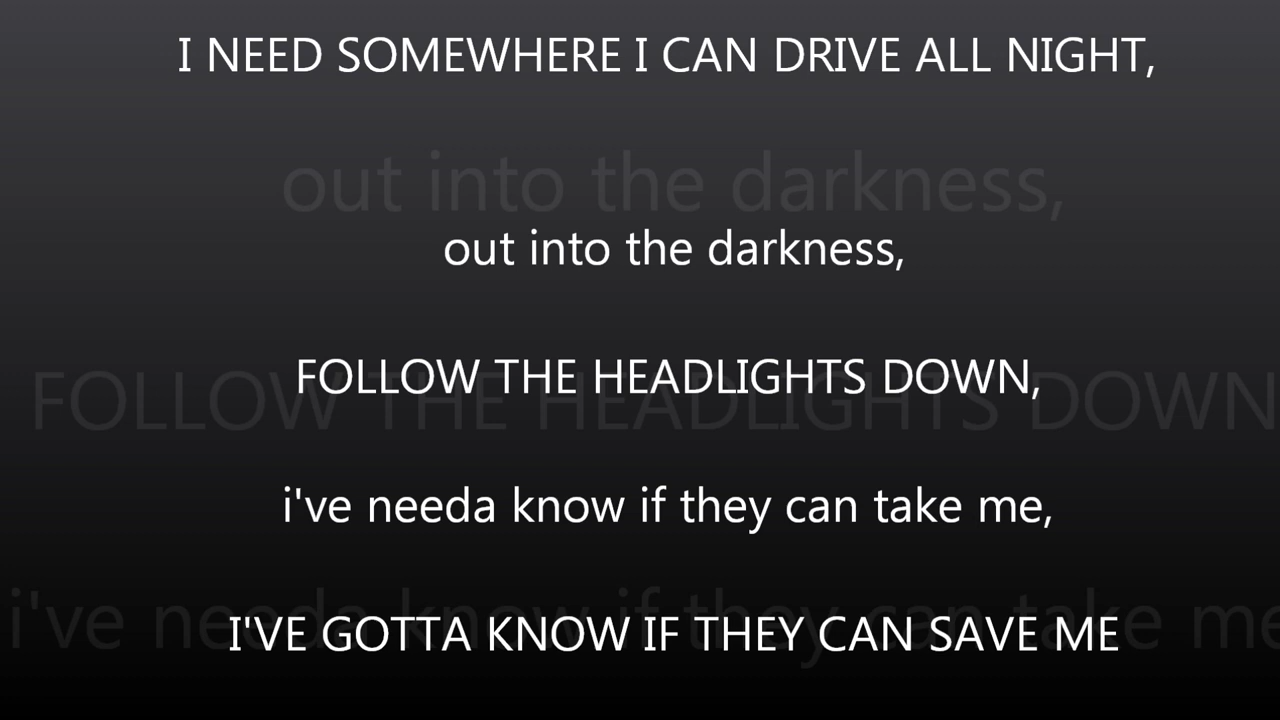 I NEED SOMEWHERE I CAN DRIVE ALL NIGHT,
out into the darkness,
out into the darkness,
FOLLOW THE HEADLIGHTS DOWN,
FOLLOW THE HEADLIGHTS DOWN
i've needa know if they can take me,
i've needa know if they can take me
I'VE GOTTA KNOW IF THEY CAN SAVE ME